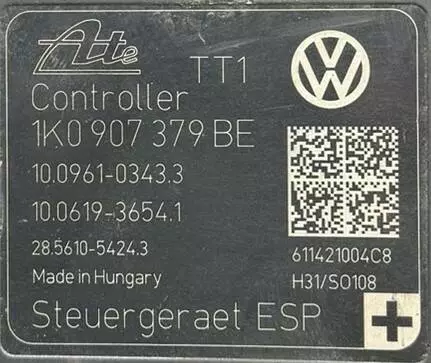 Ate TT1
Controller
1K0 907 379 BE
10.0961-0343.3
10.0619-3654.1
28.5610-5424.3
611421004C8
Made in Hungary
H31/SO108
Steuergeraet ESP